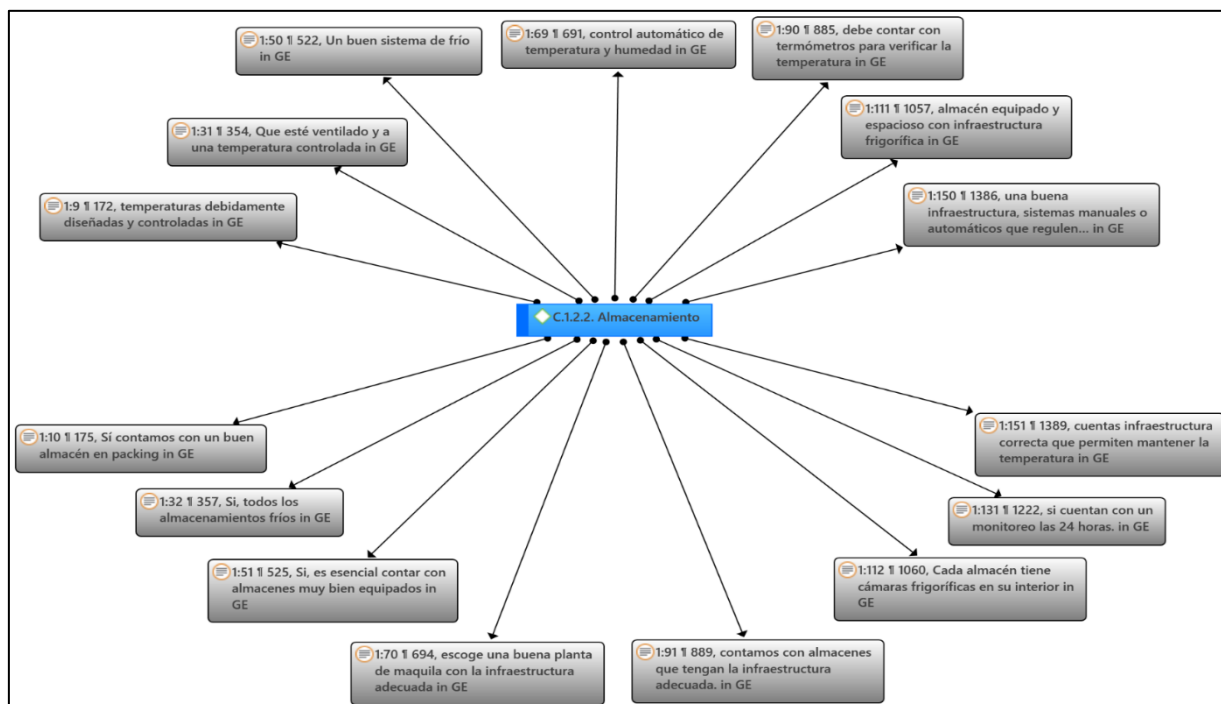 1:50 ¶ 522, Un buen sistema de frío
in GE
1:69 ¶ 691, control automático de
temperatura y humedad in GE
1:90 ¶ 885, debe contar con
termómetros para verificar la
temperatura in GE
1:31 ¶ 354, Que esté ventilado y a
una temperatura controlada in GE
1:111 ¶ 1057, almacén equipado y
espacioso con infraestructura
frigorífica in GE
1:9 ¶ 172, temperaturas debidamente
diseñadas y controladas in GE
1:150 ¶ 1386, una buena
infraestructura, sistemas manuales o
automáticos que regulen... in GE
C.1.2.2. Almacenamiento
1:10 ¶ 175, Sí contamos con un buen
almacén en packing in GE
1:151 ¶ 1389, cuentas infraestructura
correcta que permiten mantener la
temperatura in GE
1:32 ¶ 357, Si, todos los
almacenamientos fríos in GE
1:131 ¶ 1222, si cuentan con un
monitoreo las 24 horas. in GE
1:51 ¶ 525, Si, es esencial contar con
almacenes muy bien equipados in
GE
1:112 ¶ 1060, Cada almacén tiene
cámaras frigoríficas en su interior in
GE
1:70 ¶ 694, escoge una buena planta
de maquila con la infraestructura
adecuada in GE
1:91 ¶ 889, contamos con almacenes
que tengan la infraestructura
adecuada. in GE